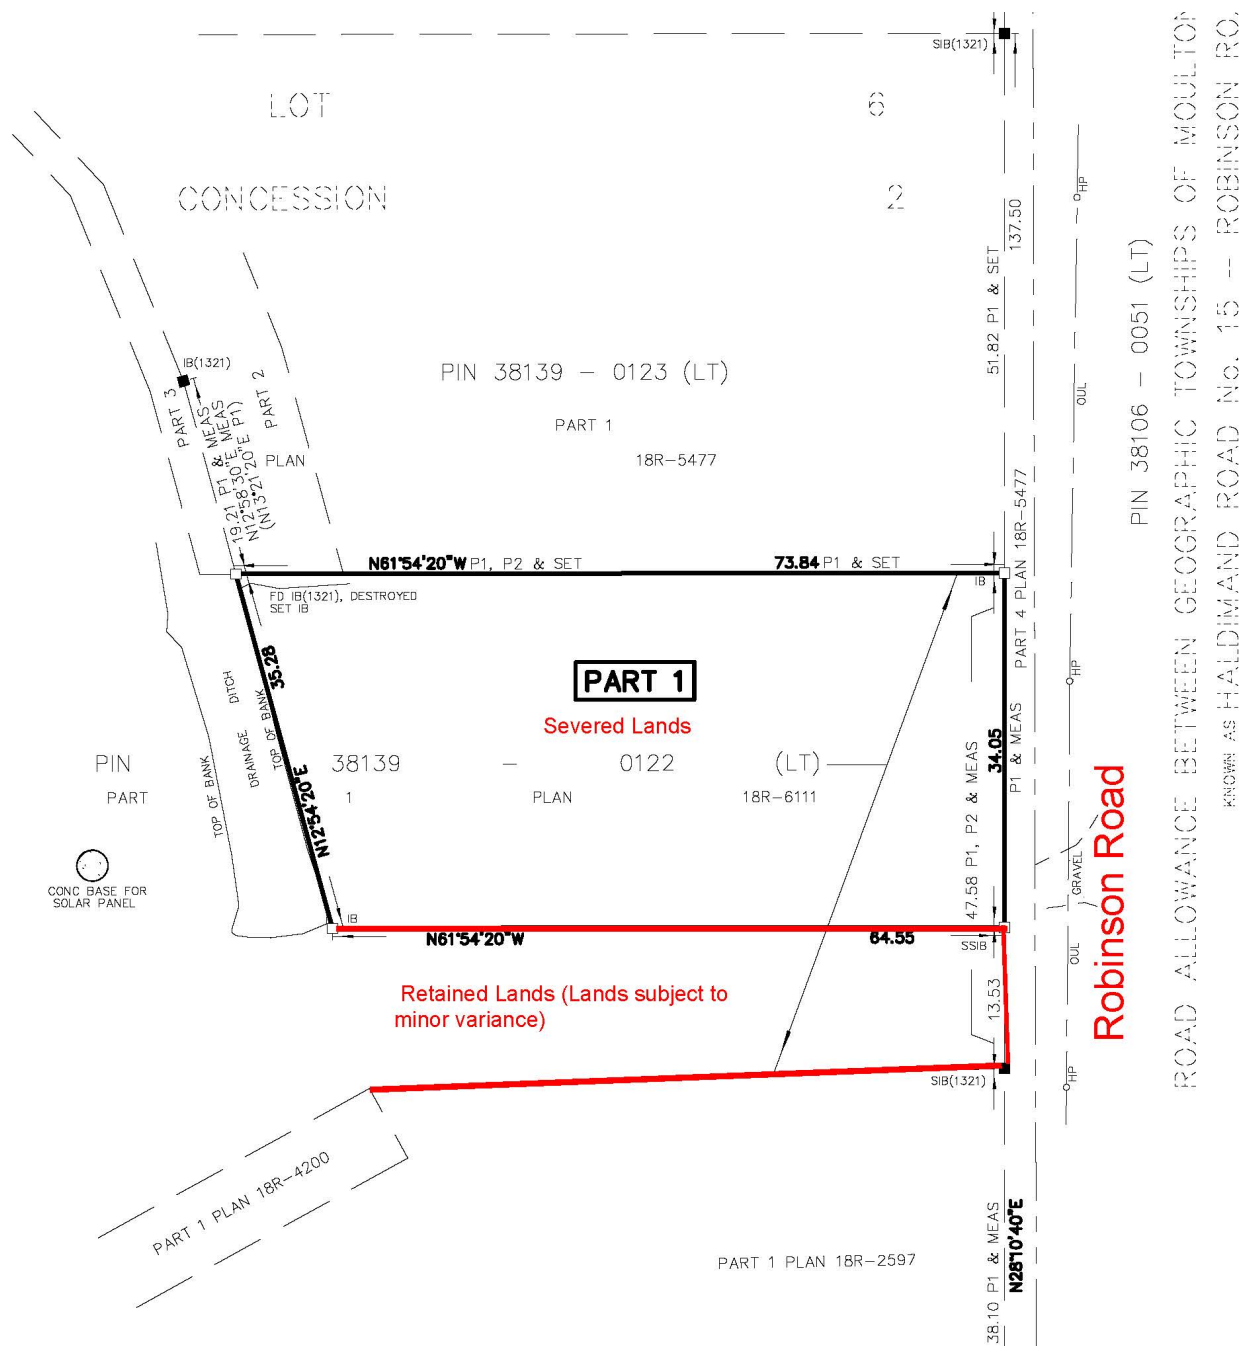 SIB(1321)
LOT 6
CONCESSION 2
HP
137.50
51.82 P1 & SET
PIN 38106 - 0051 (LT)
ROAD ALLOWANCE BETWEEN GEOGRAPHIC TOWNSHIPS OF MOULTON
KNOWN AS HALDIMAND ROAD No. 15 -- ROBINSON RO
IB(1321)
PIN 38139 - 0123 (LT)
OUL
PART 3
19.21 P1 & MEAS
N12°58'30"E MEAS
(N13°21'20"E P1)
PART 2
PART 1
PLAN
18R-5477
PART 4 PLAN 18R-5477
N61°54'20"W P1, P2 & SET
73.84 P1 & SET
IB
FD IB(1321), DESTROYED
SET IB
35.28
N12°54'20"E
TOP OF BANK
DRAINAGE DITCH
TOP OF BANK
PART 1
Severed Lands
HP
34.05
P1 & MEAS
47.58 P1, P2 & MEAS
PIN 38139 - 0122 (LT)
PART 1 PLAN 18R-6111
CONC BASE FOR
SOLAR PANEL
GRAVEL
Robinson Road
IB
N61°54'20"W
64.55
SSIB
OUL
Retained Lands (Lands subject to
minor variance)
13.53
SIB(1321)
HP
PART 1 PLAN 18R-4200
PART 1 PLAN 18R-2597
38.10 P1 & MEAS
N28°10'40"E